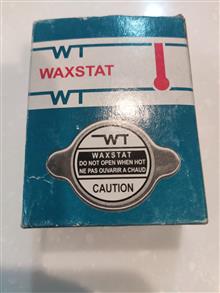 WT
WAXSTAT
WT
WT
WAXSTAT
DO NOT OPEN WHEN HOT
NE PAS OUVARIR A CHAUD
CAUTION